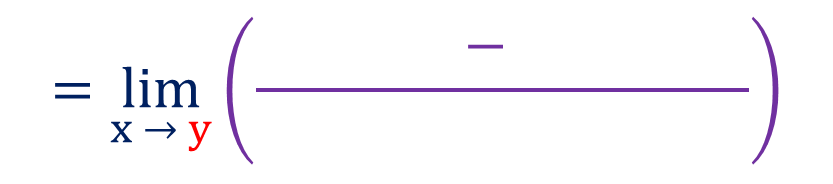 = lim ( — )
x → y